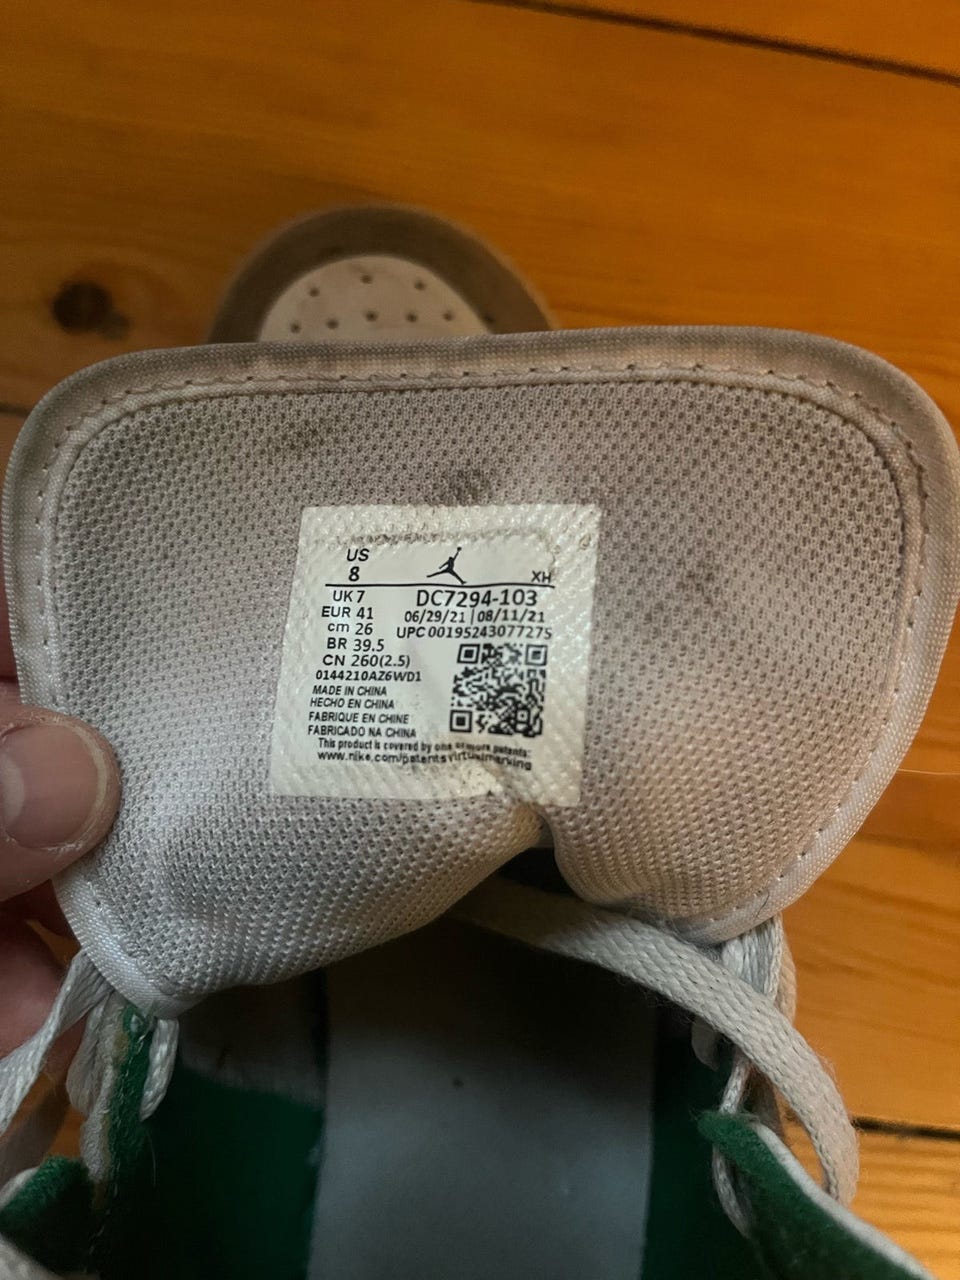 US
8
XH
UK 7
DC7294-103
EUR 41
06/29/21 | 08/11/21
cm 26
UPC 00195243077275
BR 39.5
CN 260(2.5)
0144210AZ6WD1
MADE IN CHINA
HECHO EN CHINA
FABRIQUE EN CHINE
FABRICADO NA CHINA
This product is covered by one or more patents:
www.nike.com/patentsvirtualmarking